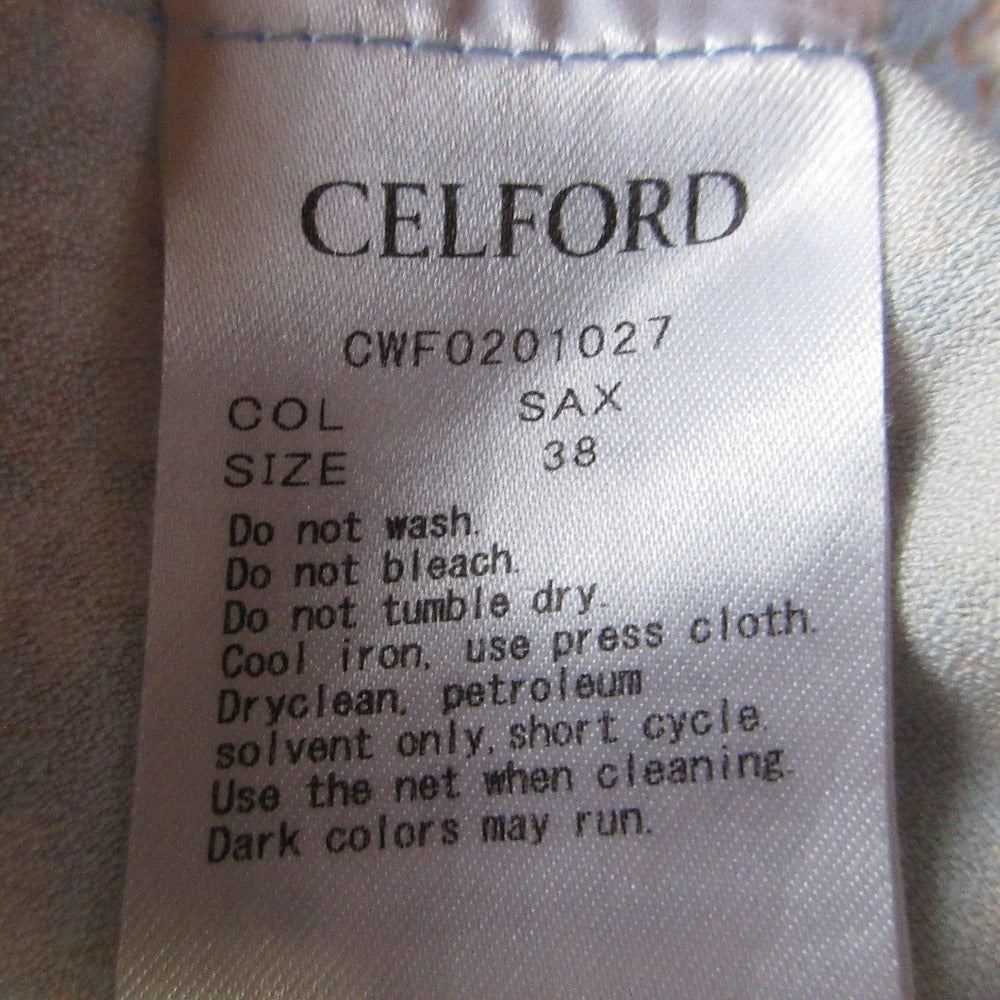 CELFORD
CWF0201027
COL SAX
SIZE 38
Do not wash.
Do not bleach.
Do not tumble dry.
Cool iron, use press cloth.
Dryclean, petroleum
solvent only, short cycle.
Use the net when cleaning.
Dark colors may run.